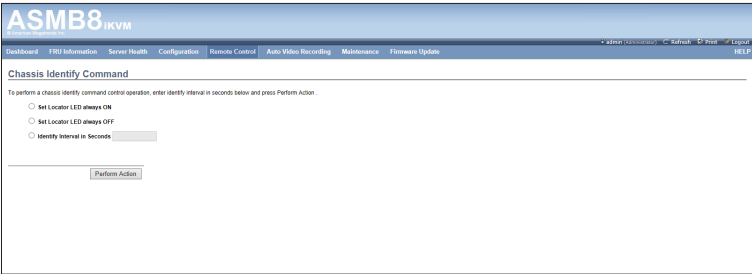 ASMB8 iKVM
© American Megatrends Inc.
• admin (Administrator) Refresh Print Logout
Dashboard FRU Information Server Health Configuration Remote Control Auto Video Recording Maintenance Firmware Update HELP
Chassis Identify Command
To perform a chassis identify command control operation, enter identify interval in seconds below and press Perform Action .
Set Locator LED always ON
Set Locator LED always OFF
Identify Interval in Seconds
Perform Action